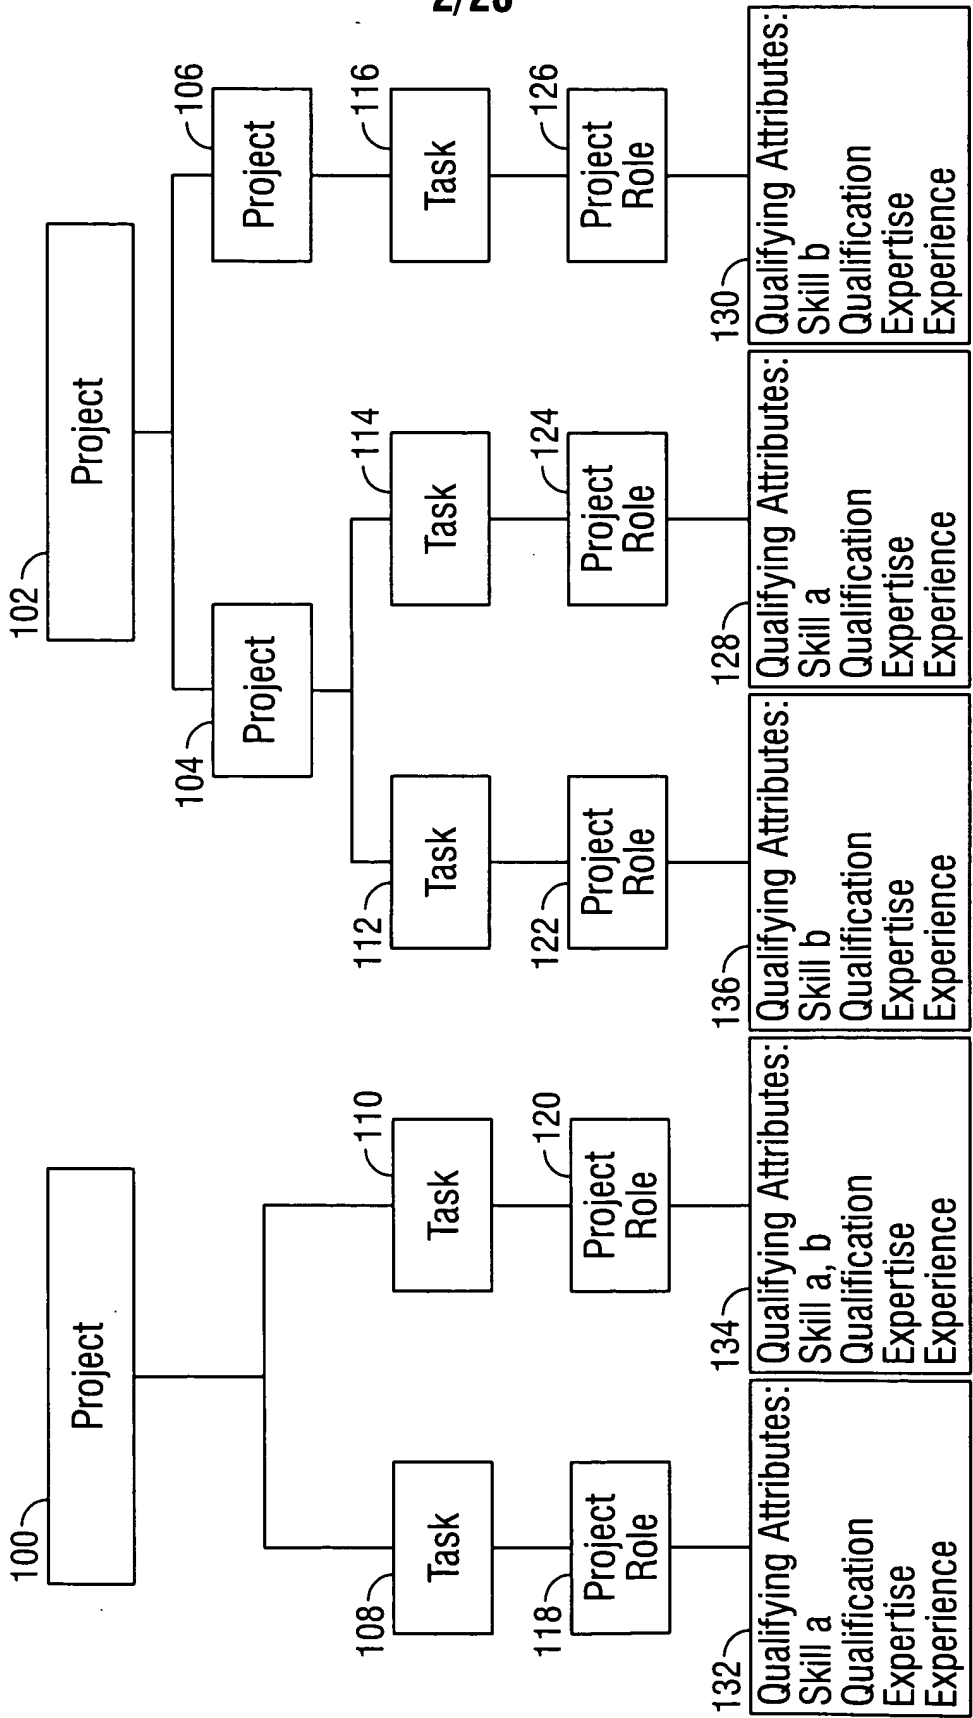 100
Project
102
Project
104
Project
106
Project
108
Task
110
Task
112
Task
114
Task
116
Task
118
Project
Role
120
Project
Role
122
Project
Role
124
Project
Role
126
Project
Role
132
Qualifying Attributes:
Skill a
Qualification
Expertise
Experience
134
Qualifying Attributes:
Skill a, b
Qualification
Expertise
Experience
136
Qualifying Attributes:
Skill b
Qualification
Expertise
Experience
128
Qualifying Attributes:
Skill a
Qualification
Expertise
Experience
130
Qualifying Attributes:
Skill b
Qualification
Expertise
Experience